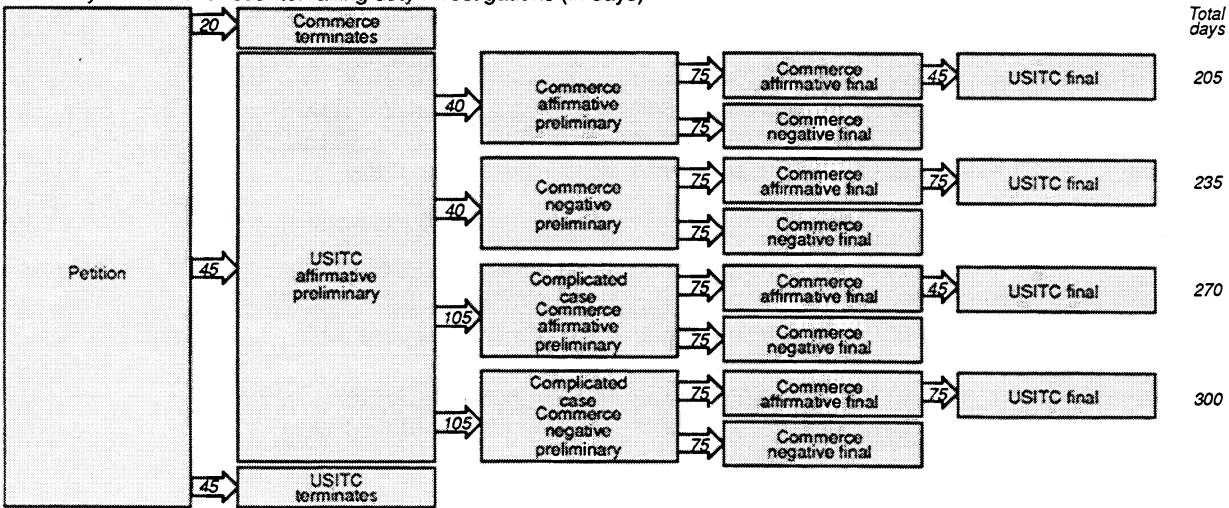 duty investigations (in days)
Total
days
20
Commerce
terminates
Petition
45
USITC
affirmative
preliminary
40
Commerce
affirmative
preliminary
75
Commerce
affirmative final
45
USITC final
205
75
Commerce
negative final
40
Commerce
negative
preliminary
75
Commerce
affirmative final
75
USITC final
235
75
Commerce
negative final
105
Complicated
case
Commerce
affirmative
preliminary
75
Commerce
affirmative final
45
USITC final
270
75
Commerce
negative final
105
Complicated
case
Commerce
negative
preliminary
75
Commerce
affirmative final
75
USITC final
300
75
Commerce
negative final
45
USITC
terminates